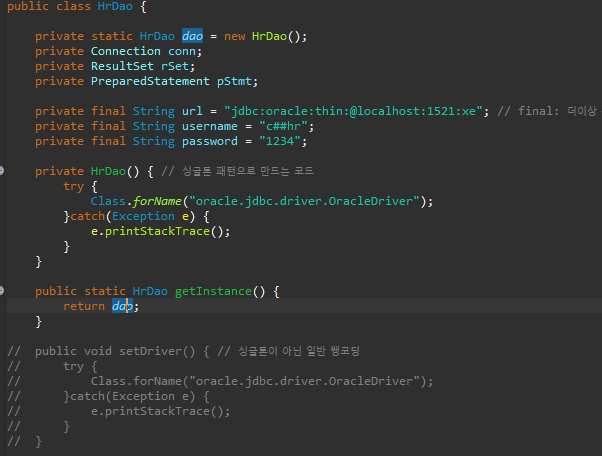 public class HrDao {
private static HrDao dao = new HrDao();
private Connection conn;
private ResultSet rSet;
private PreparedStatement pStmt;
private final String url = "jdbc:oracle:thin:@localhost:1521:xe"; // final: 더이상
private final String username = "c##hr";
private final String password = "1234";
private HrDao() { // 싱글톤 패턴으로 만드는 코드
try {
Class.forName("oracle.jdbc.driver.OracleDriver");
}catch(Exception e) {
e.printStackTrace();
}
}
public static HrDao getInstance() {
return dao;
}
// public void setDriver() { // 싱글톤이 아닌 일반 쌩코딩
// try {
// Class.forName("oracle.jdbc.driver.OracleDriver");
// }catch(Exception e) {
// e.printStackTrace();
// }
// }